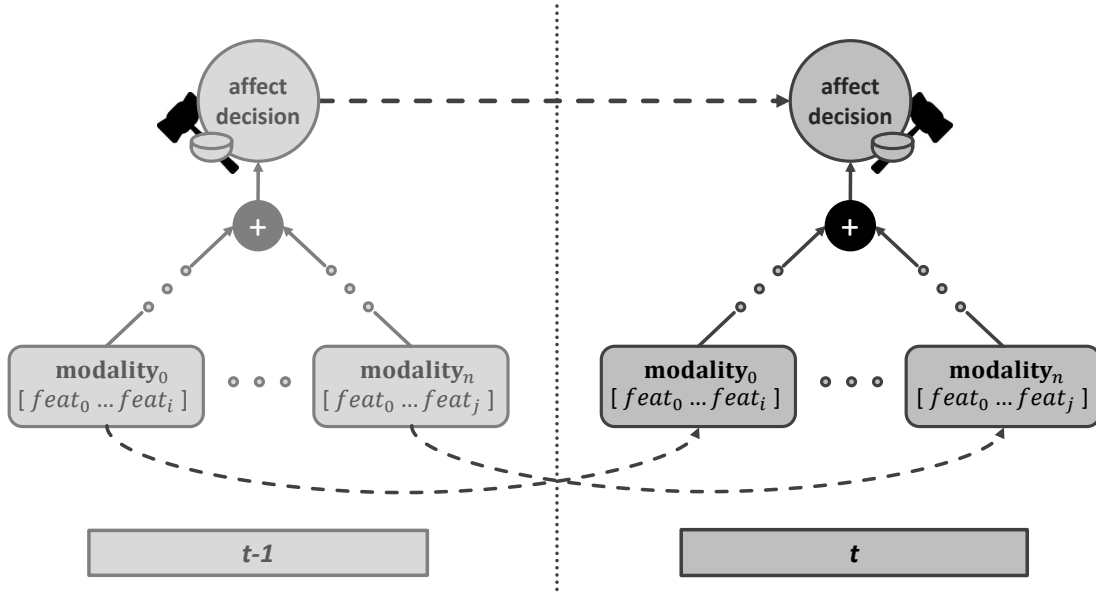 affect
decision
affect
decision
+
+
modality₀
[ feat₀ ... featᵢ ]
modalityₙ
[ feat₀ ... featⱼ ]
modality₀
[ feat₀ ... featᵢ ]
modalityₙ
[ feat₀ ... featⱼ ]
t-1
t